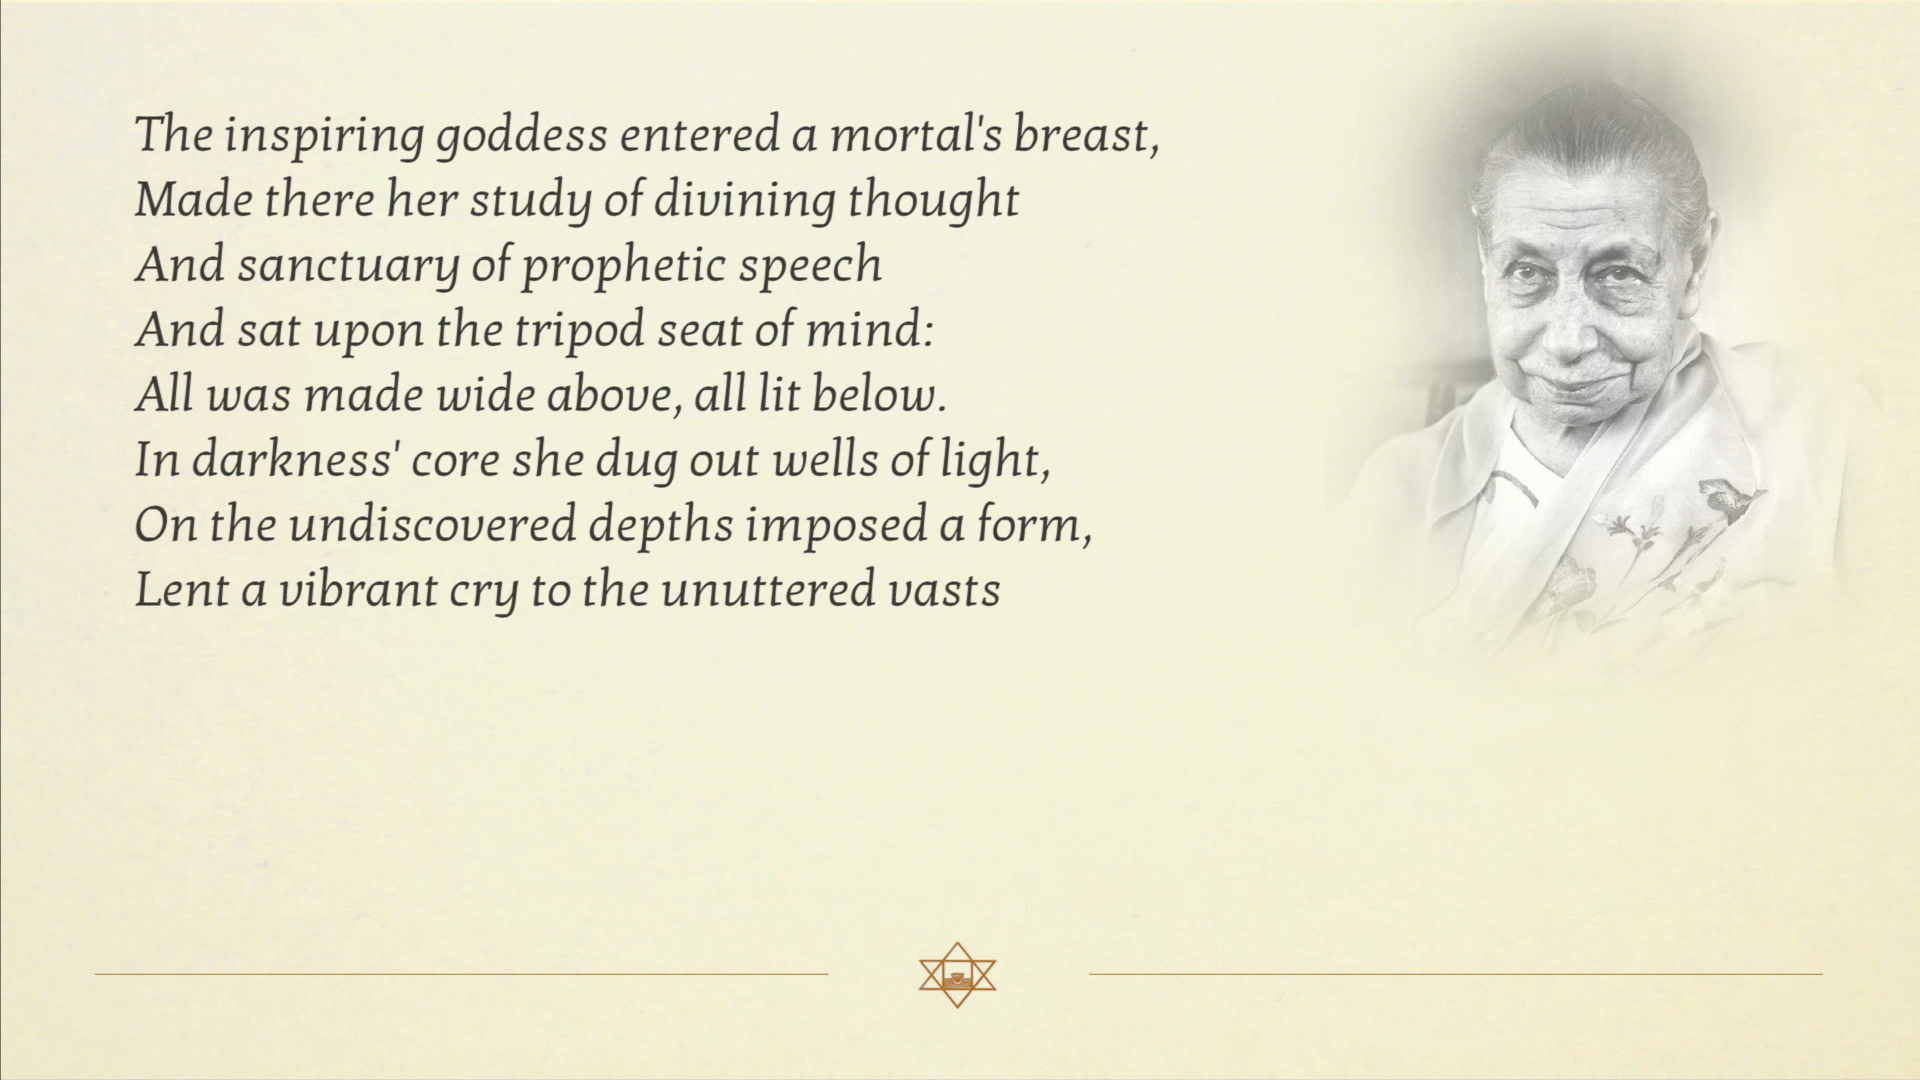 The inspiring goddess entered a mortal's breast,
Made there her study of divining thought
And sanctuary of prophetic speech
And sat upon the tripod seat of mind:
All was made wide above, all lit below.
In darkness' core she dug out wells of light,
On the undiscovered depths imposed a form,
Lent a vibrant cry to the unuttered vasts